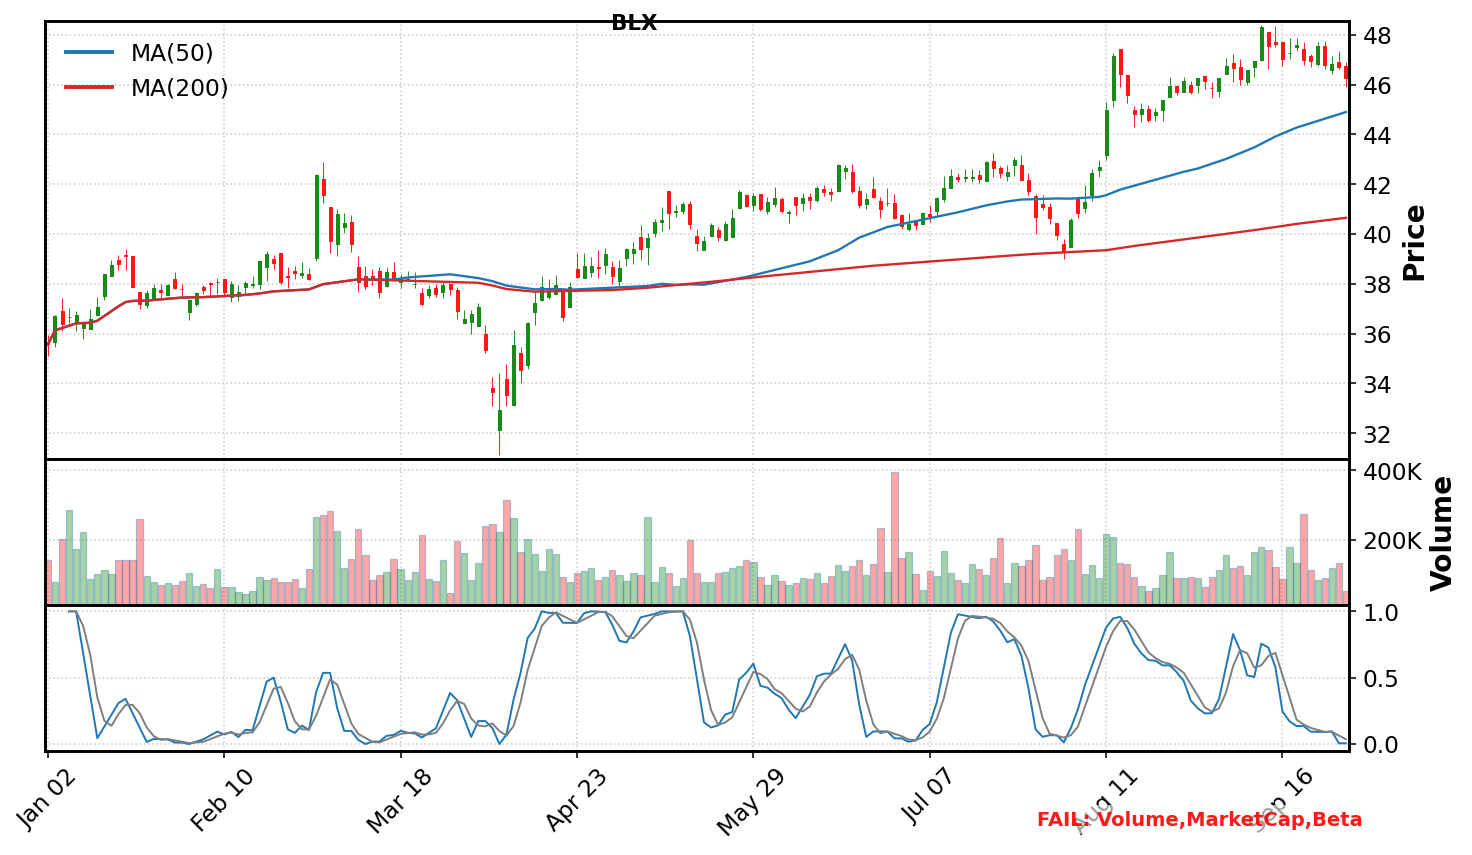 BLX
MA(50)
MA(200)
48
46
44
42
40
38
36
34
32
Price
400K
200K
Volume
1.0
0.5
0.0
Jan 02
Feb 10
Mar 18
Apr 23
May 29
Jul 07
Aug 11
Sep 16
FAIL: Volume,MarketCap,Beta